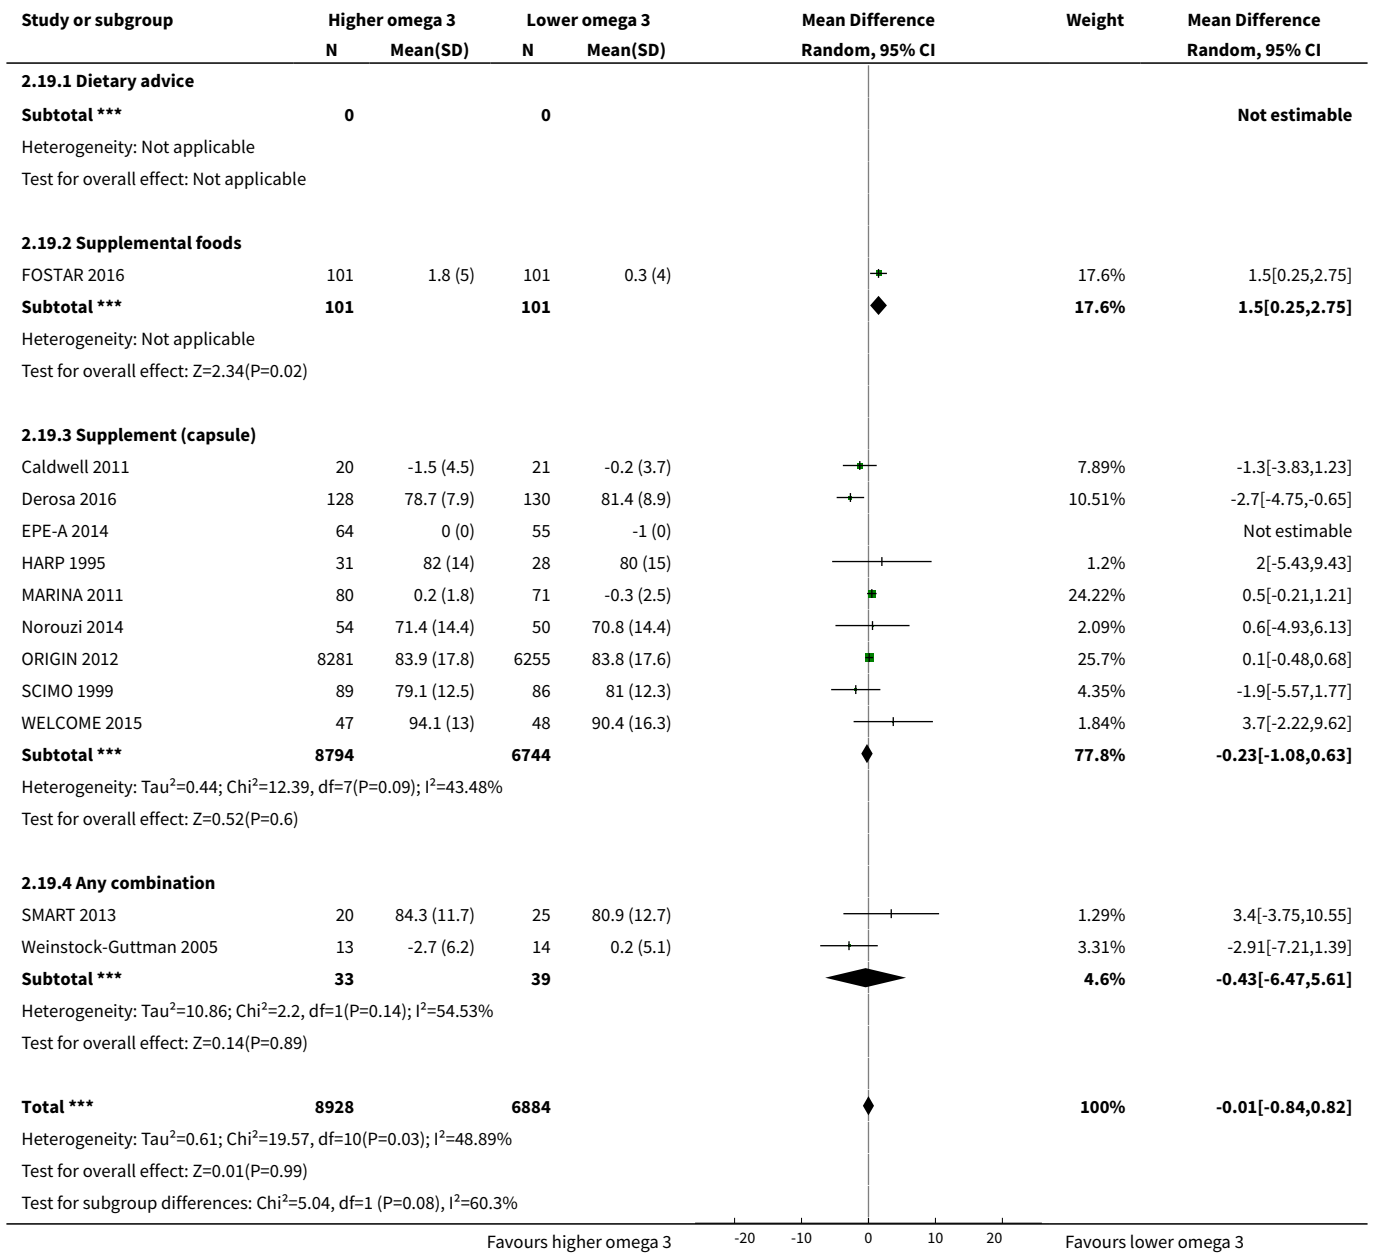 Study or subgroup Higher omega 3 Lower omega 3 Mean Difference Weight Mean Difference
N Mean(SD) N Mean(SD) Random, 95% CI Random, 95% CI
2.19.1 Dietary advice
Subtotal *** 0 0 Not estimable
Heterogeneity: Not applicable
Test for overall effect: Not applicable
2.19.2 Supplemental foods
FOSTAR 2016 101 1.8 (5) 101 0.3 (4) 17.6% 1.5[0.25,2.75]
Subtotal *** 101 101 17.6% 1.5[0.25,2.75]
Heterogeneity: Not applicable
Test for overall effect: Z=2.34(P=0.02)
2.19.3 Supplement (capsule)
Caldwell 2011 20 -1.5 (4.5) 21 -0.2 (3.7) 7.89% -1.3[-3.83,1.23]
Derosa 2016 128 78.7 (7.9) 130 81.4 (8.9) 10.51% -2.7[-4.75,-0.65]
EPE-A 2014 64 0 (0) 55 -1 (0) Not estimable
HARP 1995 31 82 (14) 28 80 (15) 1.2% 2[-5.43,9.43]
MARINA 2011 80 0.2 (1.8) 71 -0.3 (2.5) 24.22% 0.5[-0.21,1.21]
Norouzi 2014 54 71.4 (14.4) 50 70.8 (14.4) 2.09% 0.6[-4.93,6.13]
ORIGIN 2012 8281 83.9 (17.8) 6255 83.8 (17.6) 25.7% 0.1[-0.48,0.68]
SCIMO 1999 89 79.1 (12.5) 86 81 (12.3) 4.35% -1.9[-5.57,1.77]
WELCOME 2015 47 94.1 (13) 48 90.4 (16.3) 1.84% 3.7[-2.22,9.62]
Subtotal *** 8794 6744 77.8% -0.23[-1.08,0.63]
Heterogeneity: Tau²=0.44; Chi²=12.39, df=7(P=0.09); I²=43.48%
Test for overall effect: Z=0.52(P=0.6)
2.19.4 Any combination
SMART 2013 20 84.3 (11.7) 25 80.9 (12.7) 1.29% 3.4[-3.75,10.55]
Weinstock-Guttman 2005 13 -2.7 (6.2) 14 0.2 (5.1) 3.31% -2.91[-7.21,1.39]
Subtotal *** 33 39 4.6% -0.43[-6.47,5.61]
Heterogeneity: Tau²=10.86; Chi²=2.2, df=1(P=0.14); I²=54.53%
Test for overall effect: Z=0.14(P=0.89)
Total *** 8928 6884 100% -0.01[-0.84,0.82]
Heterogeneity: Tau²=0.61; Chi²=19.57, df=10(P=0.03); I²=48.89%
Test for overall effect: Z=0.01(P=0.99)
Test for subgroup differences: Chi²=5.04, df=1 (P=0.08), I²=60.3%
Favours higher omega 3 -20 -10 0 10 20 Favours lower omega 3